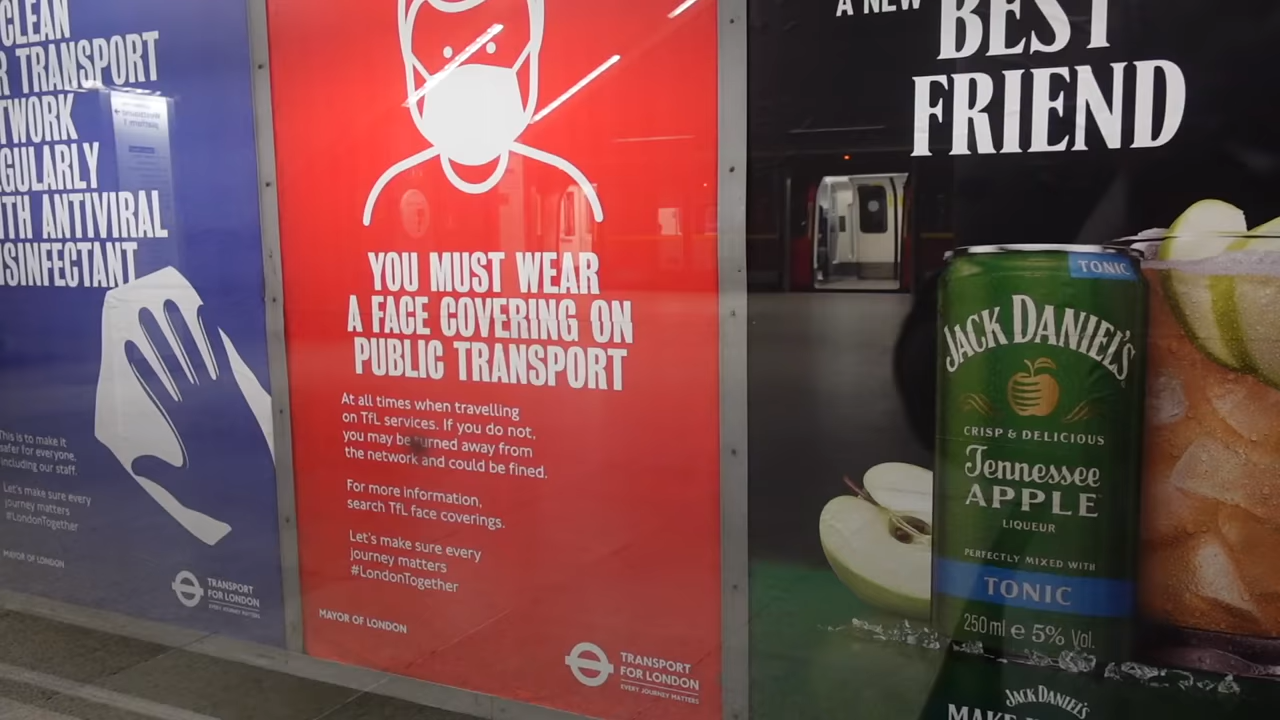 CLEAN
R TRANSPORT
TWORK
GULARLY
TH ANTIVIRAL
ISINFECTANT
This is to make it
safer for everyone,
including our staff.
Let's make sure every
journey matters
#LondonTogether
MAYOR OF LONDON
TRANSPORT
FOR LONDON
EVERY JOURNEY MATTERS
YOU MUST WEAR
A FACE COVERING ON
PUBLIC TRANSPORT
At all times when travelling
on TfL services. If you do not,
you may be turned away from
the network and could be fined.
For more information,
search TfL face coverings.
Let's make sure every
journey matters
#LondonTogether
MAYOR OF LONDON
TRANSPORT
FOR LONDON
EVERY JOURNEY MATTERS
A NEW
BEST
FRIEND
TONIC
JACK DANIEL'S
CRISP & DELICIOUS
Tennessee
APPLE
LIQUEUR
PERFECTLY MIXED WITH
TONIC
250 ml e 5% Vol.
JACK DANIEL'S